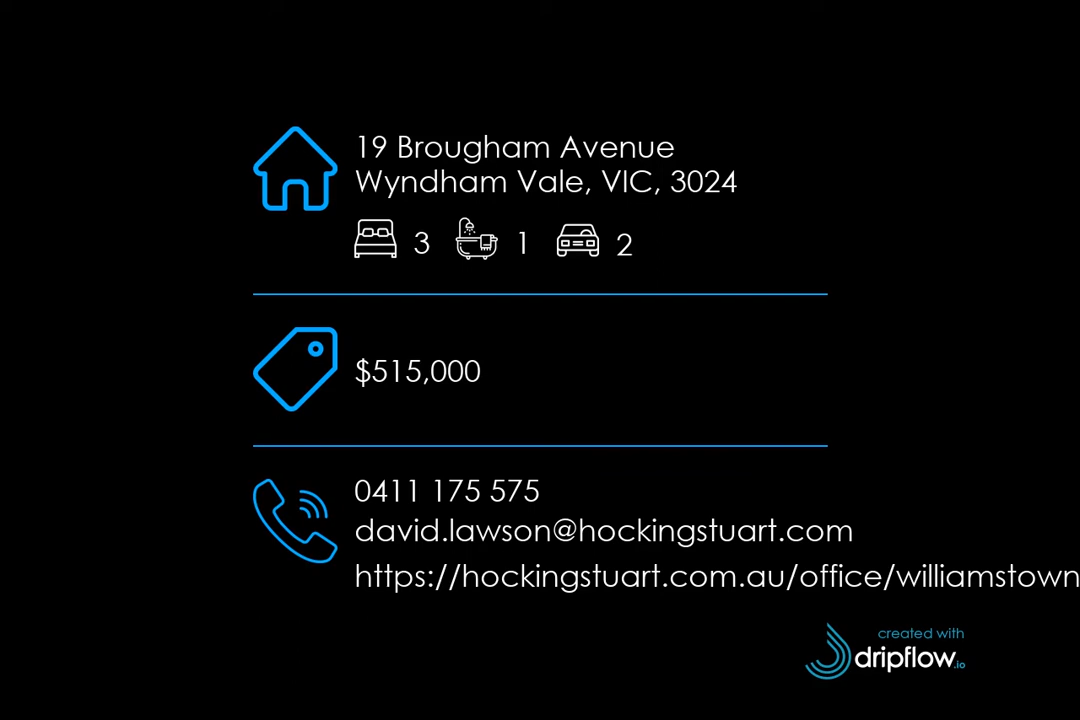 19 Brougham Avenue
Wyndham Vale, VIC, 3024
3 1 2
$515,000
0411 175 575
david.lawson@hockingstuart.com
https://hockingstuart.com.au/office/williamstown
created with
dripflow.io